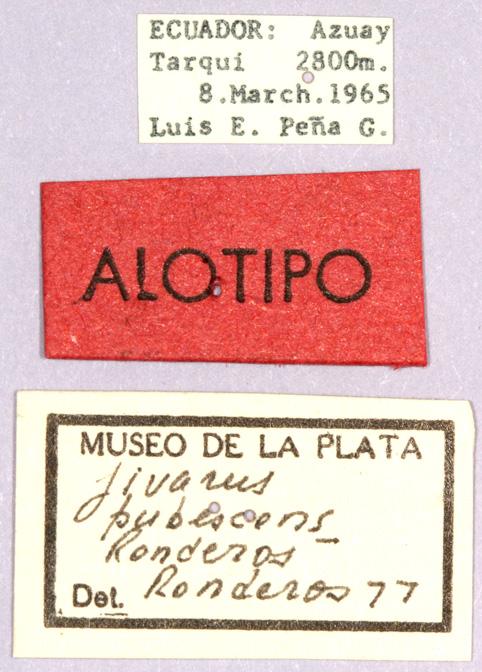 ECUADOR: Azuay
Tarqui 2800m.
8.March.1965
Luis E. Peña G.
ALOTIPO
MUSEO DE LA PLATA
Jivarus
pubescens
Ronderos
Det. Ronderos 77